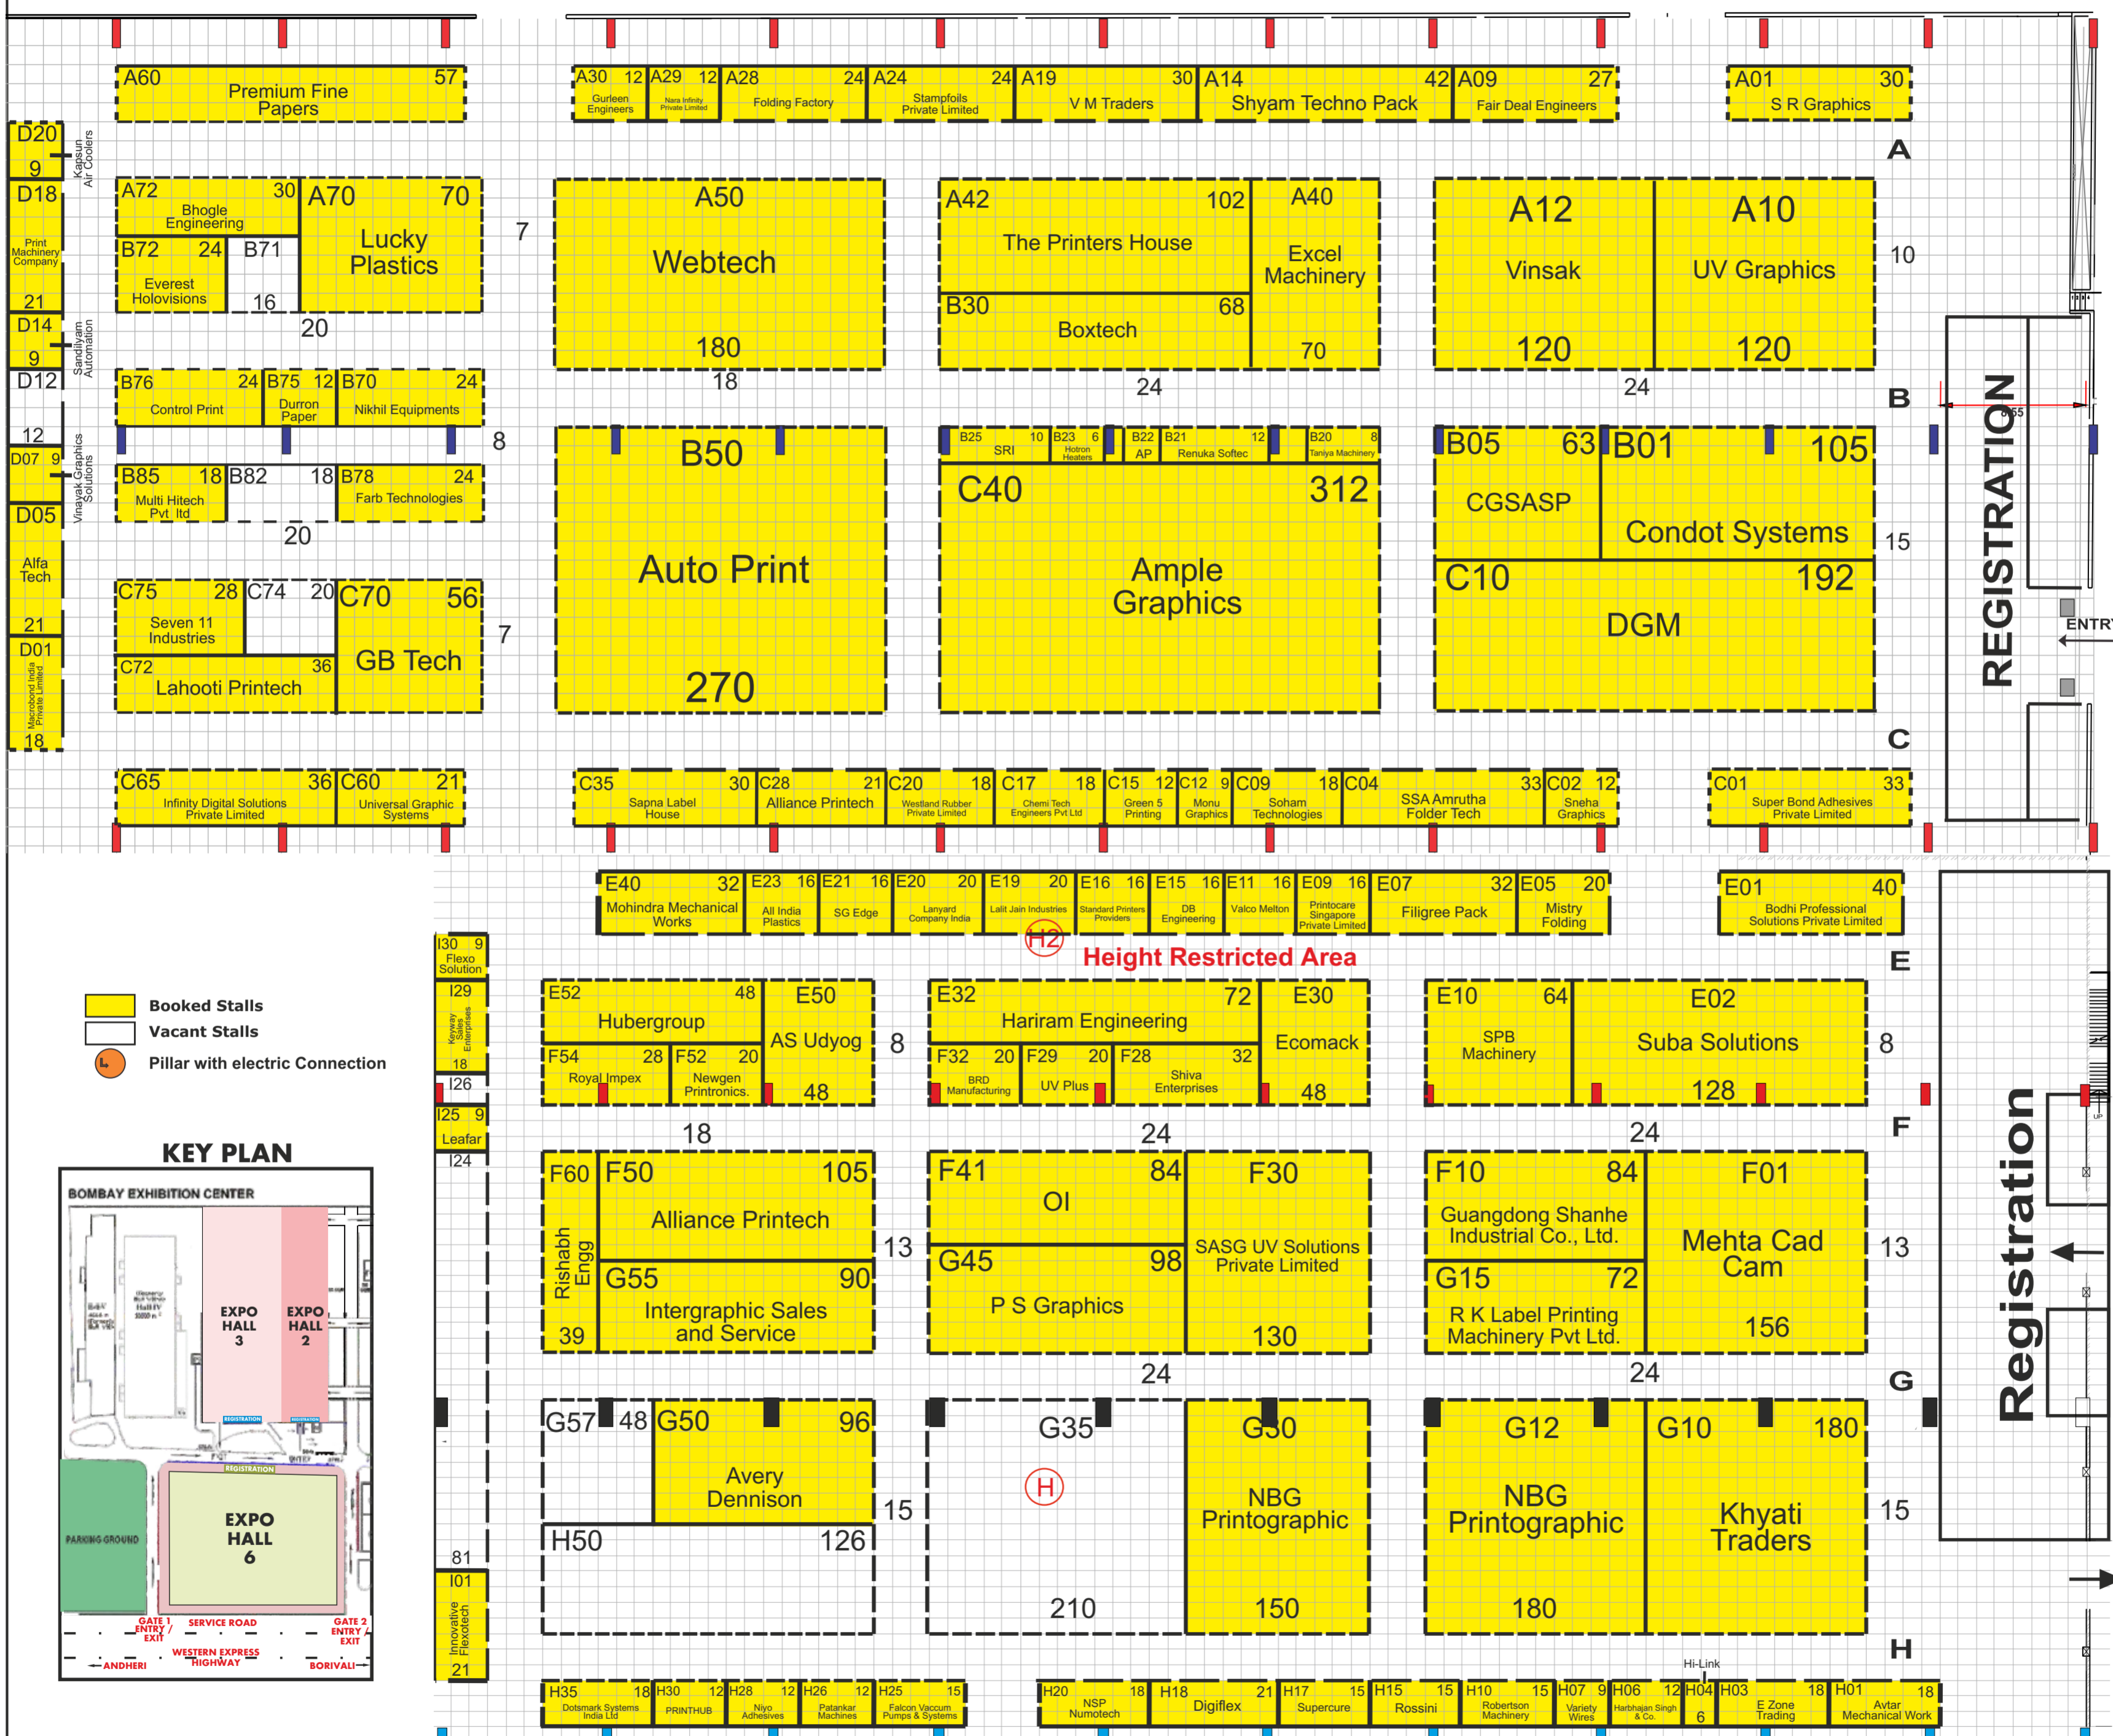 A60 57
Premium Fine
Papers
A30 12
Gurleen
Engineers
A29 12
Nara Infinity
Private Limited
A28 24
Folding Factory
A24 24
Stampfoils
Private Limited
A19 30
V M Traders
A14 42
Shyam Techno Pack
A09 27
Fair Deal Engineers
A01 30
S R Graphics
A
D20
9
Kapsun
Air Coolers
D18
Print
Machinery
Company
21
D14
9
Sandilyam
Automation
D12
12
D07 9
Vinayak Graphics
Solutions
D05
Alfa
Tech
21
D01
Macrobond India
Private Limited
18
A72 30
Bhogle
Engineering
A70 70
Lucky
Plastics
B72 24
Everest
Holovisions
B71
16
20
7
A50
Webtech
180
18
A42 102
The Printers House
A40
Excel
Machinery
70
B30 68
Boxtech
24
A12
Vinsak
120
A10
UV Graphics
120
10
24
B
B76 24
Control Print
B75 12
Durron
Paper
B70 24
Nikhil Equipments
8
B85 18
Multi Hitech
Pvt ltd
B82 18
B78 24
Farb Technologies
20
C75 28
Seven 11
Industries
C74 20
C70 56
GB Tech
C72 36
Lahooti Printech
7
B50
Auto Print
270
B25 10
SRI
B23 6
Hotron
Heaters
B22
AP
B21 12
Renuka Softec
B20 8
Taniya Machinery
C40 312
Ample
Graphics
B05 63
CGSASP
B01 105
Condot Systems
C10 192
DGM
15
REGISTRATION
ENTRY
C
C65 36
Infinity Digital Solutions
Private Limited
C60 21
Universal Graphic
Systems
C35 30
Sapna Label
House
C28 21
Alliance Printech
C20 18
Westland Rubber
Private Limited
C17 18
Chemi Tech
Engineers Pvt Ltd
C15 12
Green 5
Printing
C12 9
Monu
Graphics
C09 18
Soham
Technologies
C04 33
SSA Amrutha
Folder Tech
C02 12
Sneha
Graphics
C01 33
Super Bond Adhesives
Private Limited
E40 32
Mohindra Mechanical
Works
E23 16
All India
Plastics
E21 16
SG Edge
E20 20
Lanyard
Company India
E19 20
Lalit Jain Industries
E16 16
Standard Printers
Providers
E15 16
DB
Engineering
E11 16
Valco Melton
E09 16
Printocare
Singapore
Private Limited
E07 32
Filigree Pack
E05 20
Mistry
Folding
E01 40
Bodhi Professional
Solutions Private Limited
H2
Height Restricted Area
E
I30 9
Flexo
Solution
I29
Keyway
Sales
Enterprises
18
I26
I25 9
Leafar
I24
81
I01
Innovative
Flexotech
21
Booked Stalls
Vacant Stalls
Pillar with electric Connection
E52 48
Hubergroup
E50
AS Udyog
48
F54 28
Royal Impex
F52 20
Newgen
Printronics.
8
18
E32 72
Hariram Engineering
E30
Ecomack
48
F32 20
BRD
Manufacturing
F29 20
UV Plus
F28 32
Shiva
Enterprises
24
E10 64
SPB
Machinery
E02
Suba Solutions
128
8
24
F
F60
Rishabh
Engg
39
F50 105
Alliance Printech
G55 90
Intergraphic Sales
and Service
13
F41 84
OI
G45 98
P S Graphics
F30
SASG UV Solutions
Private Limited
130
24
F10 84
Guangdong Shanhe
Industrial Co., Ltd.
G15 72
R K Label Printing
Machinery Pvt Ltd.
F01
Mehta Cad
Cam
156
13
24
G
Registration
UP
G57 48
G50 96
Avery
Dennison
H50 126
15
G35
H
210
G30
NBG
Printographic
150
G12
NBG
Printographic
180
G10 180
Khyati
Traders
15
H
H35 18
Dotsmark Systems
India Ltd
H30 12
PRINTHUB
H28 12
Niyo
Adhesives
H26 12
Patankar
Machines
H25 15
Falcon Vaccum
Pumps & Systems
H20 18
NSP
Numotech
H18 21
Digiflex
H17 15
Supercure
H15 15
Rossini
H10 15
Robertson
Machinery
H07 9
Variety
Wires
H06 12
Harbhajan Singh
& Co.
Hi-Link
H04
6
H03 18
E Zone
Trading
H01 18
Avtar
Mechanical Work
KEY PLAN
BOMBAY EXHIBITION CENTER
EXPO
HALL
3
EXPO
HALL
2
REGISTRATION
REGISTRATION
REGISTRATION
PARKING GROUND
EXPO
HALL
6
GATE 1
ENTRY /
EXIT
SERVICE ROAD
GATE 2
ENTRY /
EXIT
WESTERN EXPRESS
HIGHWAY
ANDHERI
BORIVALI